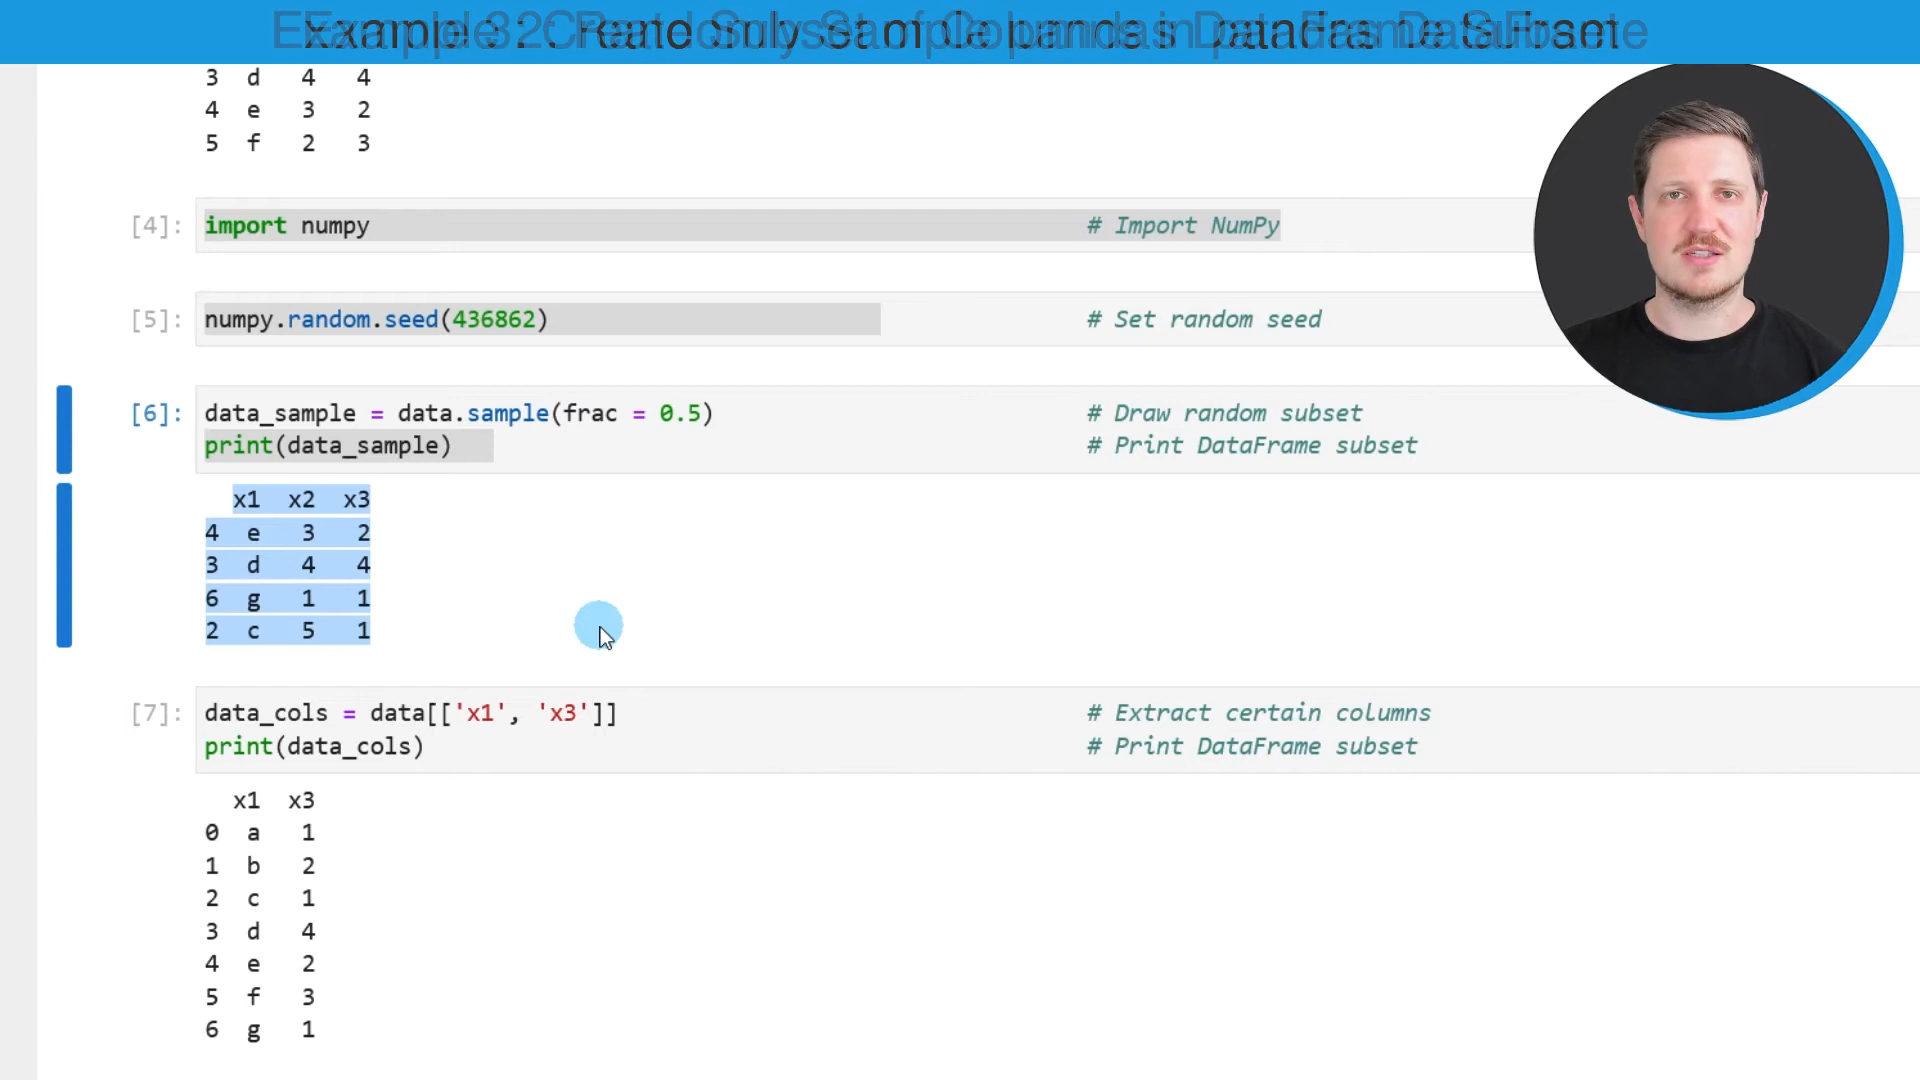 3 d 4 4
4 e 3 2
5 f 2 3
[4]: import numpy # Import NumPy
[5]: numpy.random.seed(436862) # Set random seed
[6]: data_sample = data.sample(frac = 0.5) # Draw random subset
print(data_sample) # Print DataFrame subset
x1 x2 x3
4 e 3 2
3 d 4 4
6 g 1 1
2 c 5 1
[7]: data_cols = data[['x1', 'x3']] # Extract certain columns
print(data_cols) # Print DataFrame subset
x1 x3
0 a 1
1 b 2
2 c 1
3 d 4
4 e 2
5 f 3
6 g 1